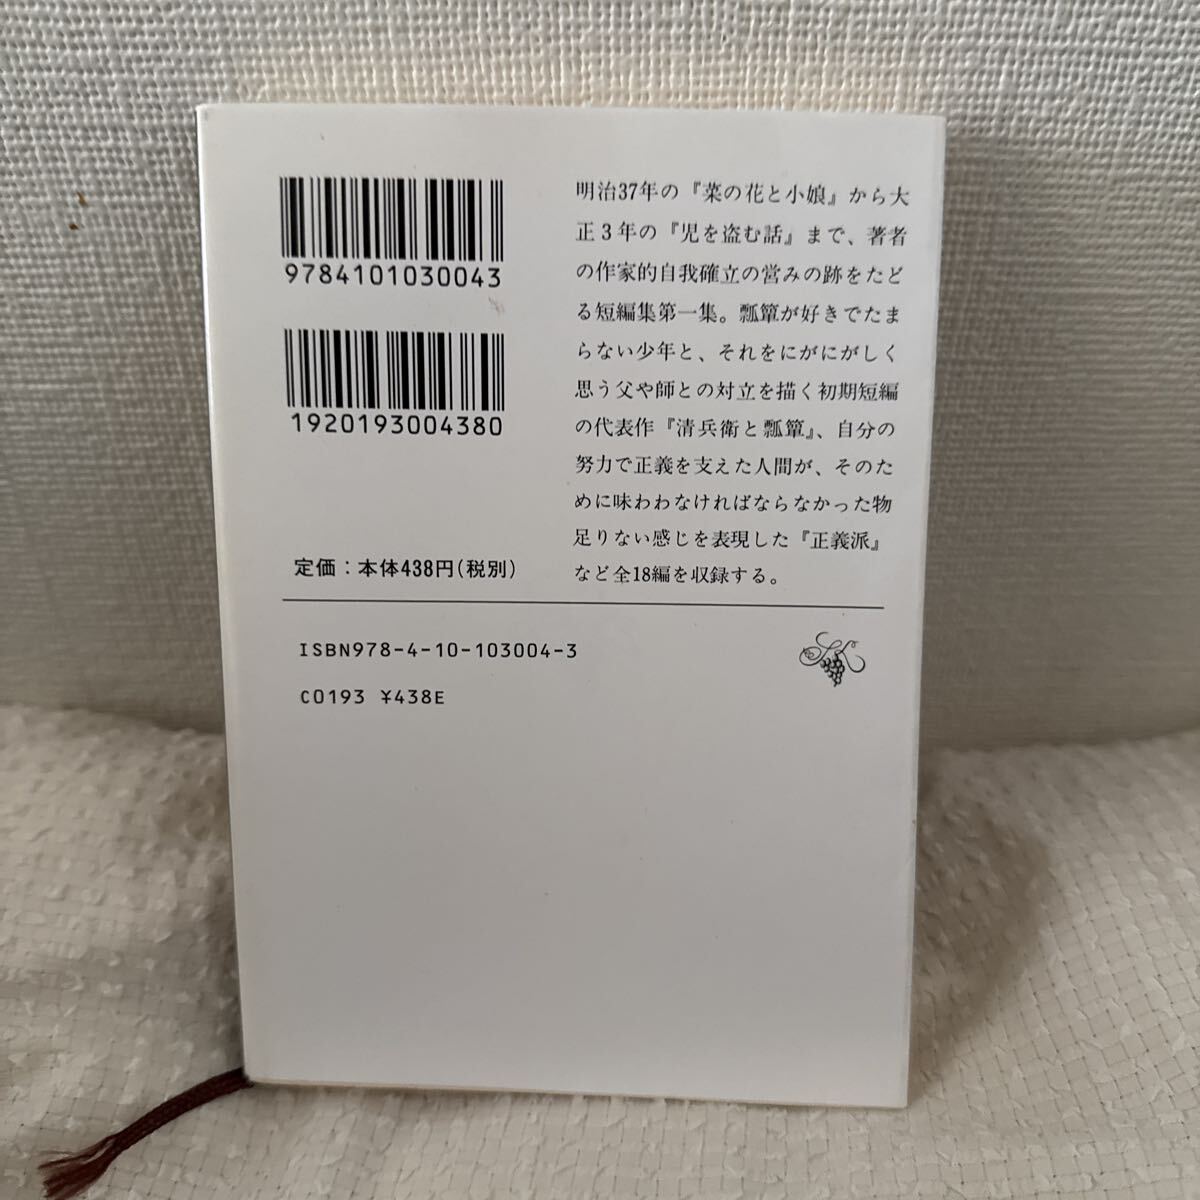 9784101030043
1920193004380
定価：本体438円(税別)
明治37年の『菜の花と小娘』から大
正３年の『児を盗む話』まで、著者
の作家的自我確立の営みの跡をたど
る短編集第一集。瓢簞が好きでたま
らない少年と、それをにがにがしく
思う父や師との対立を描く初期短編
の代表作『清兵衛と瓢簞』、自分の
努力で正義を支えた人間が、そのた
めに味わわなければならなかった物
足りない感じを表現した『正義派』
など全18編を収録する。
ISBN978-4-10-103004-3
C0193 ¥438E